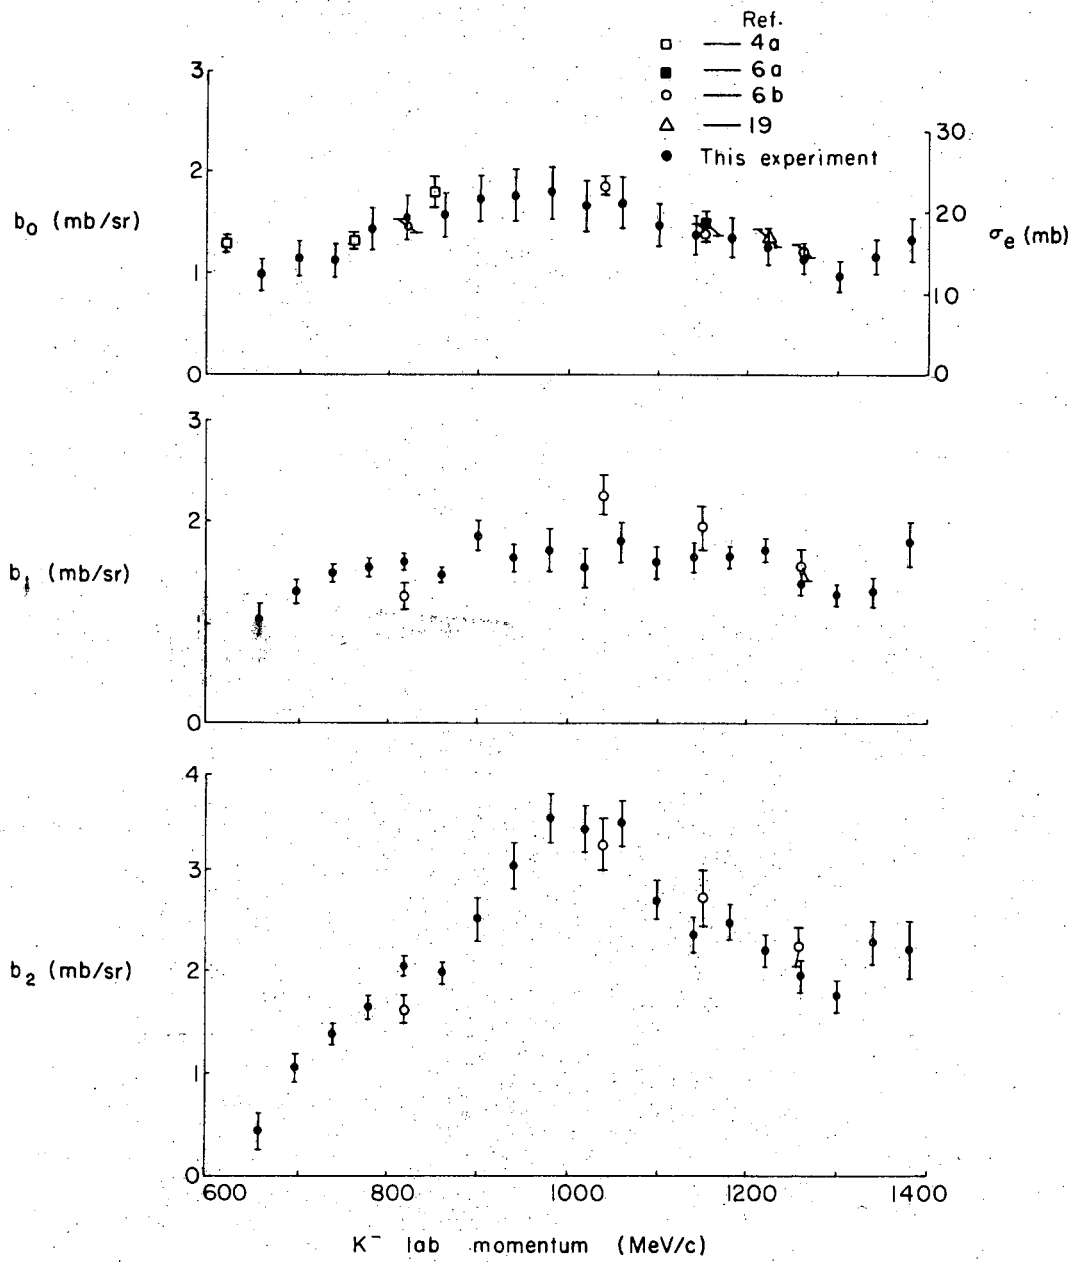 Ref.
4a
6a
6b
19
This experiment
3
2
1
0
b0 (mb/sr)
30
20
10
0
σe (mb)
3
2
1
0
b1 (mb/sr)
4
3
2
1
0
b2 (mb/sr)
600 800 1000 1200 1400
K⁻ lab momentum (MeV/c)